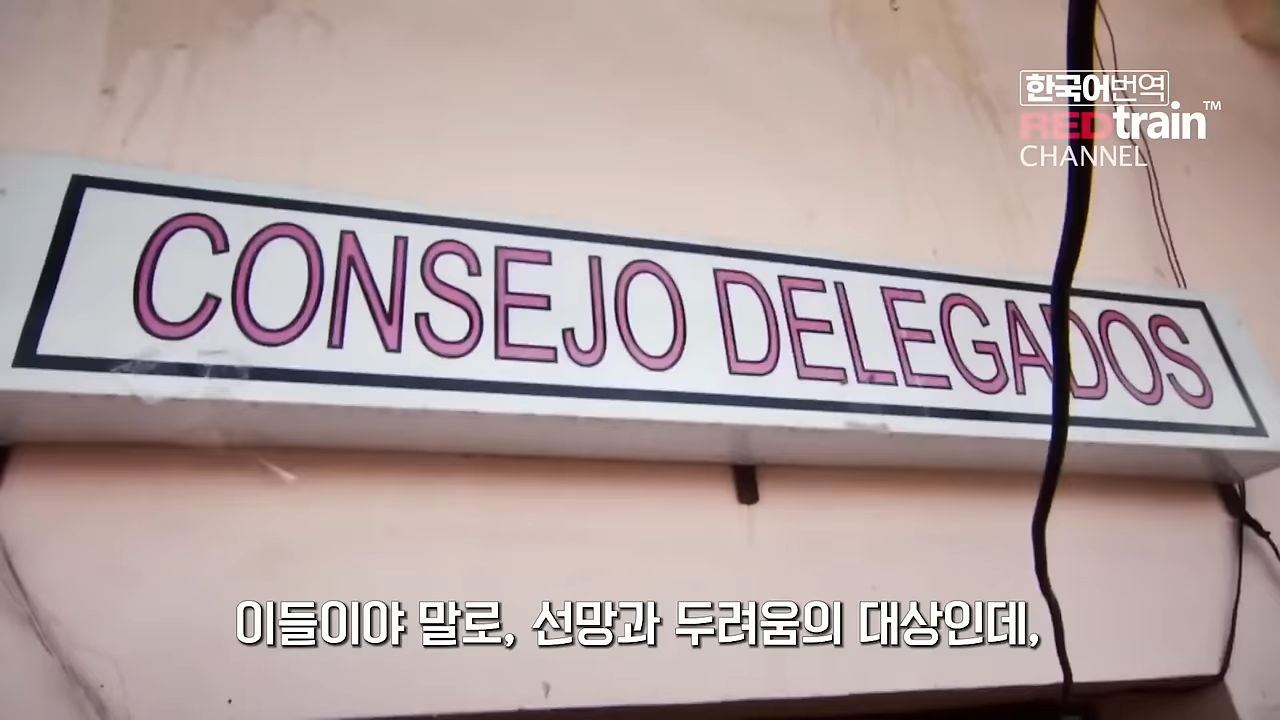 한국어번역
REDtrain™
CHANNEL
CONSEJO DELEGADOS
이들이야 말로, 선망과 두려움의 대상인데,